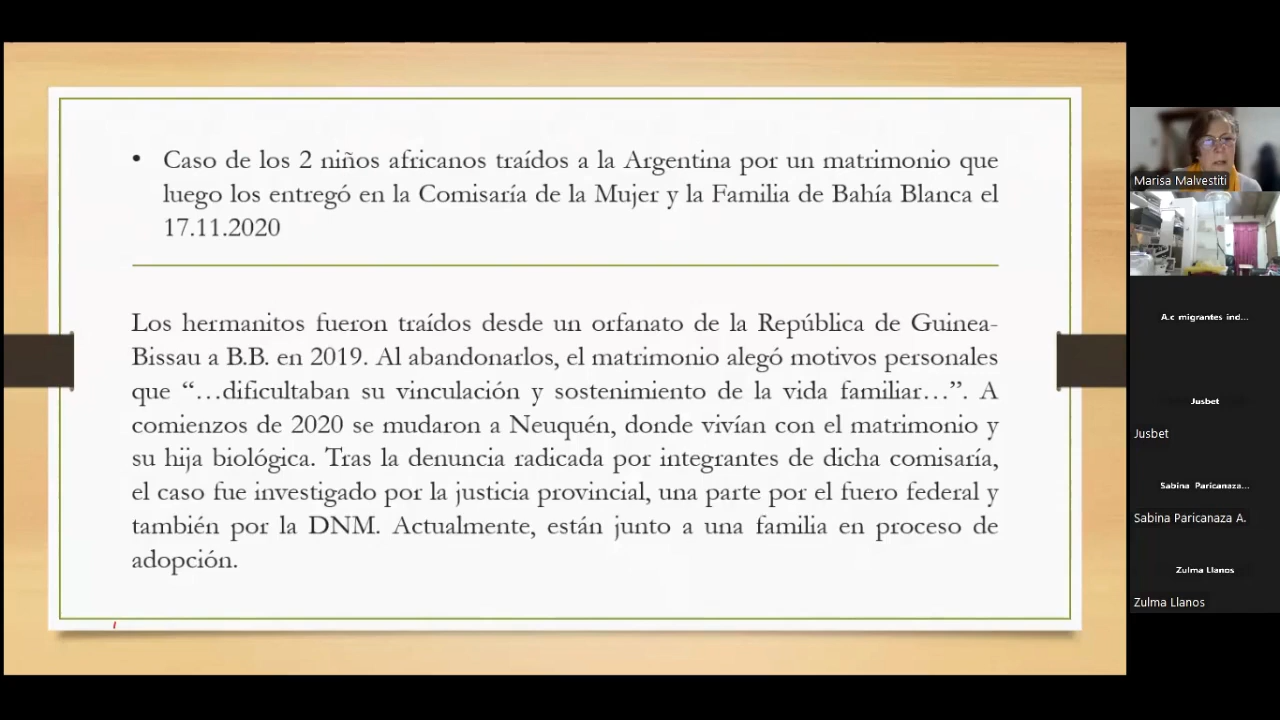 • Caso de los 2 niños africanos traídos a la Argentina por un matrimonio que
luego los entregó en la Comisaría de la Mujer y la Familia de Bahía Blanca el
17.11.2020
Los hermanitos fueron traídos desde un orfanato de la República de Guinea-
Bissau a B.B. en 2019. Al abandonarlos, el matrimonio alegó motivos personales
que “…dificultaban su vinculación y sostenimiento de la vida familiar…”. A
comienzos de 2020 se mudaron a Neuquén, donde vivían con el matrimonio y
su hija biológica. Tras la denuncia radicada por integrantes de dicha comisaría,
el caso fue investigado por la justicia provincial, una parte por el fuero federal y
también por la DNM. Actualmente, están junto a una familia en proceso de
adopción.
Marisa Malvestiti
A.c migrantes ind...
Jusbet
Jusbet
Sabina Paricanaza...
Sabina Paricanaza A.
Zulma Llanos
Zulma Llanos